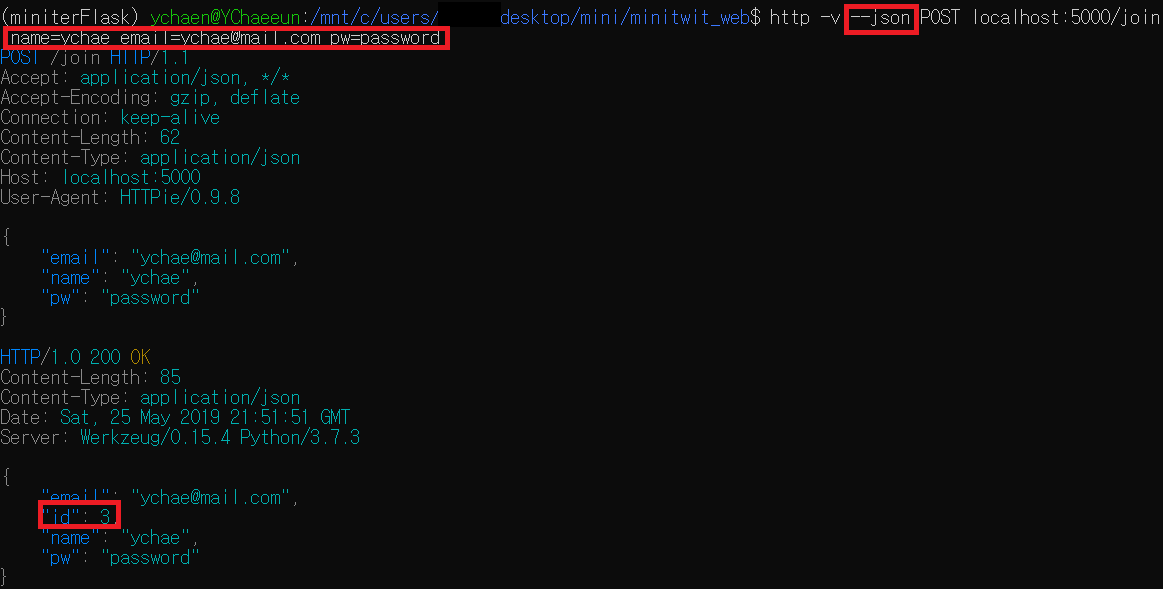 (miniterFlask) ychaen@YChaeeun:/mnt/c/users/ desktop/mini/minitwit_web$ http -v --json POST localhost:5000/join
name=ychae email=ychae@mail.com pw=password
POST /join HTTP/1.1
Accept: application/json, */*
Accept-Encoding: gzip, deflate
Connection: keep-alive
Content-Length: 62
Content-Type: application/json
Host: localhost:5000
User-Agent: HTTPie/0.9.8
{
"email": "ychae@mail.com",
"name": "ychae",
"pw": "password"
}
HTTP/1.0 200 OK
Content-Length: 85
Content-Type: application/json
Date: Sat, 25 May 2019 21:51:51 GMT
Server: Werkzeug/0.15.4 Python/3.7.3
{
"email": "ychae@mail.com",
"id": 3,
"name": "ychae",
"pw": "password"
}